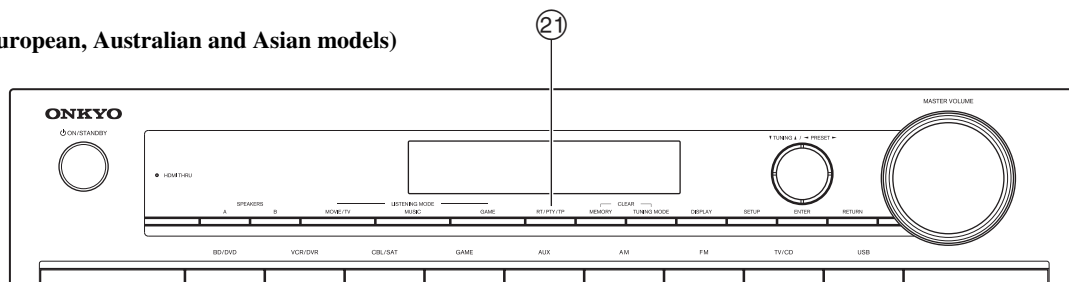 ㉑
uropean, Australian and Asian models)
ONKYO
MASTER VOLUME
ON/STANDBY
▼ TUNING ▲ / → PRESET ←
HDMI THRU
SPEAKERS
LISTENING MODE
CLEAR
A B MOVIE/TV MUSIC GAME RT/PTY/TP MEMORY TUNING MODE DISPLAY SETUP ENTER RETURN
BD/DVD VCR/DVR CBL/SAT GAME AUX AM FM TV/CD USB